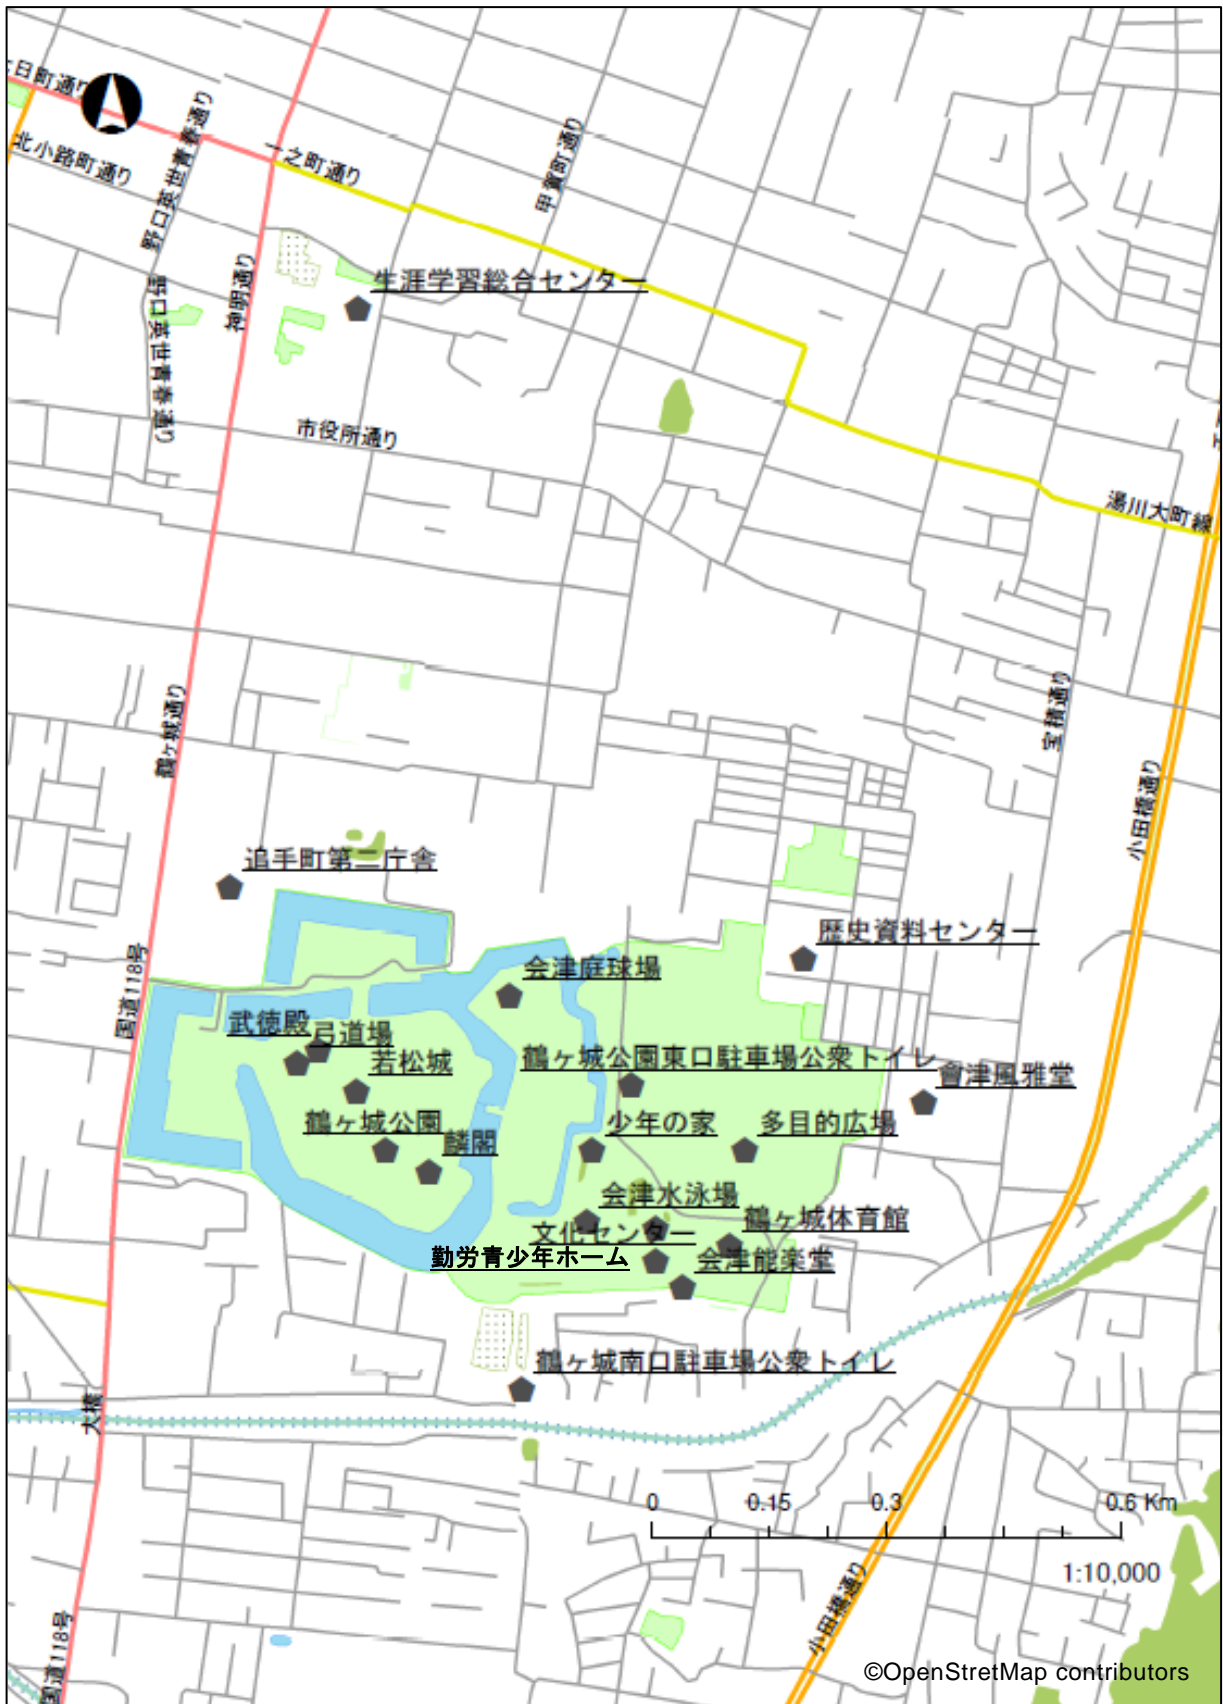 日町通り
北小路町通り
野口英世青春通り
一之町通り
甲賀町通り
生涯学習総合センター
神明通り
野口英世青春通り
市役所通り
湯川大町線
鶴ヶ城通り
宝積通り
小田橋通り
追手町第二庁舎
歴史資料センター
国道118号
会津庭球場
武徳殿
弓道場
若松城
鶴ヶ城公園東口駐車場公衆トイレ
會津風雅堂
鶴ヶ城公園
麟閣
少年の家
多目的広場
会津水泳場
文化センター
鶴ヶ城体育館
勤労青少年ホーム
会津能楽堂
鶴ヶ城南口駐車場公衆トイレ
大橋
0 0.15 0.3 0.6 Km
1:10,000
小田橋通り
国道118号
©OpenStretMap contributors